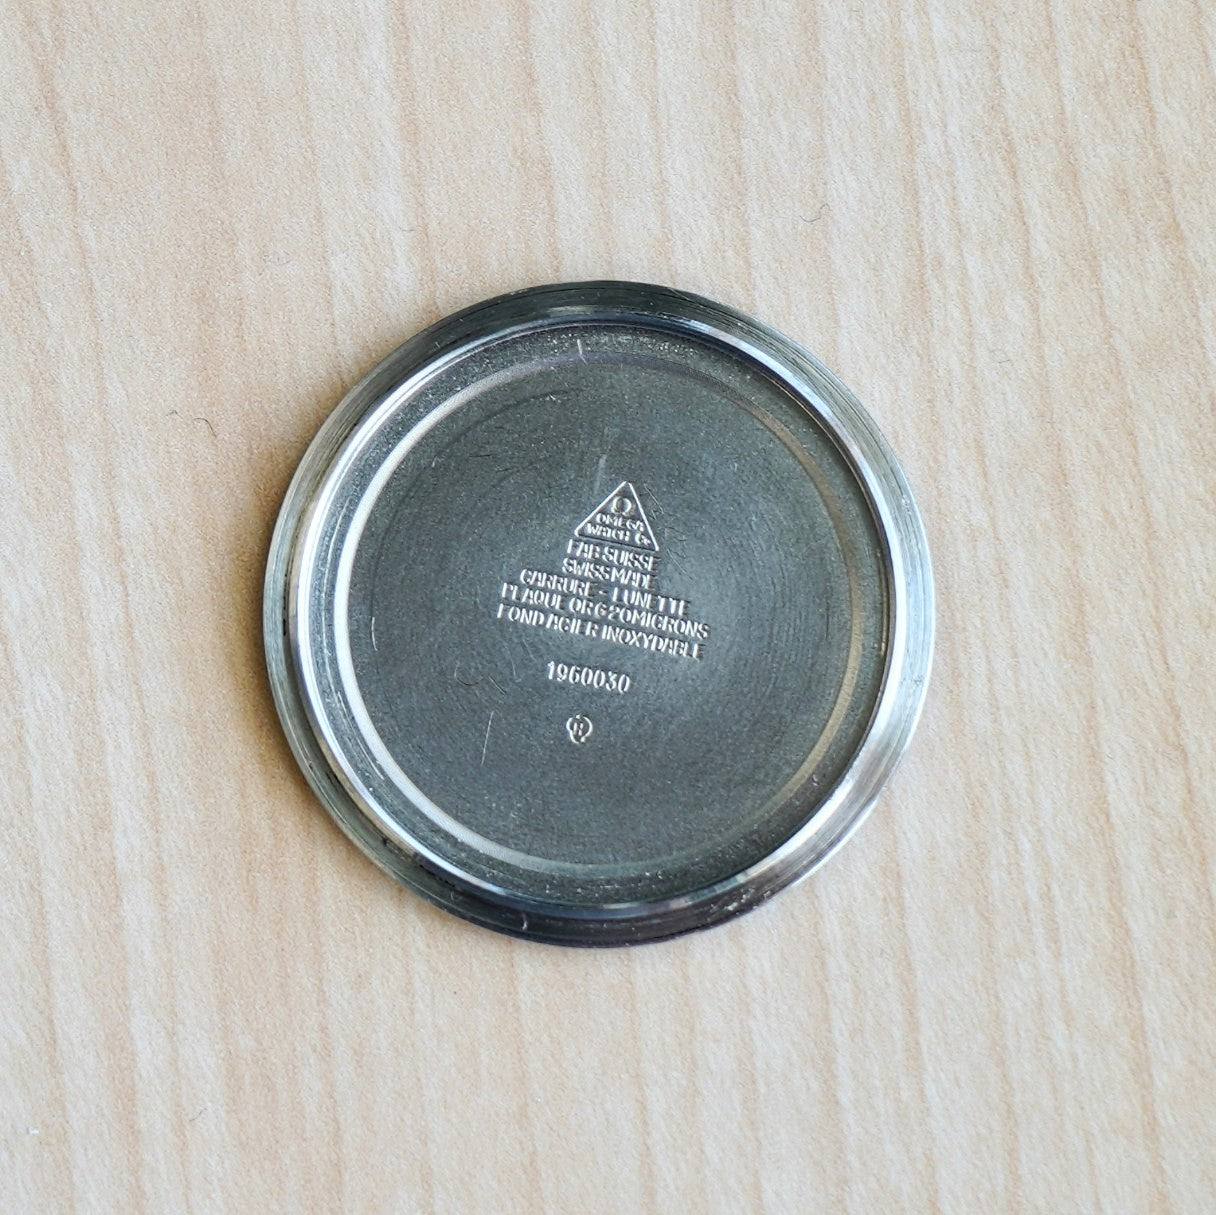 Ω
OMEGA
WATCH Co
FAB. SUISSE
SWISS MADE
CARRURE - LUNETTE
PLAQUE OR G 20 MICRONS
FOND ACIER INOXYDABLE
1960030